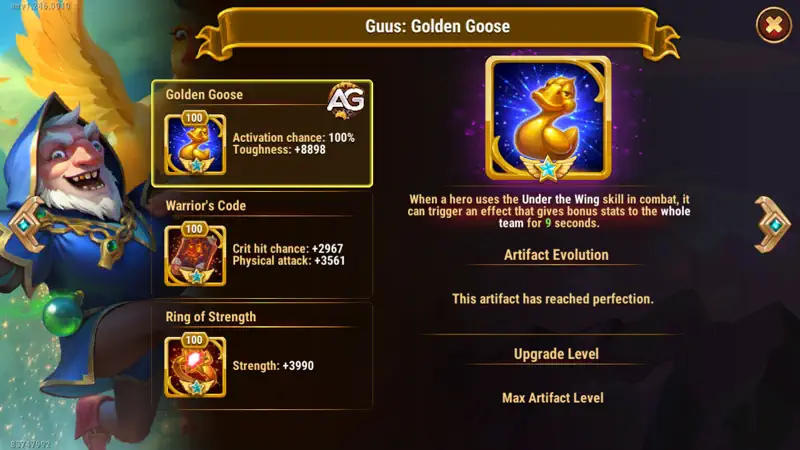 Guus: Golden Goose
Golden Goose
AG
100
Activation chance: 100%
Toughness: +8898
Warrior's Code
100
Crit hit chance: +2967
Physical attack: +3561
Ring of Strength
100
Strength: +3990
When a hero uses the Under the Wing skill in combat, it
can trigger an effect that gives bonus stats to the whole
team for 9 seconds.
Artifact Evolution
This artifact has reached perfection.
Upgrade Level
Max Artifact Level
83747992